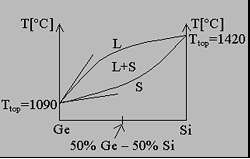 T[°C] T[°C]
L
T_top=1420
L+S
S
T_top=1090
Ge Si
50% Ge – 50% Si